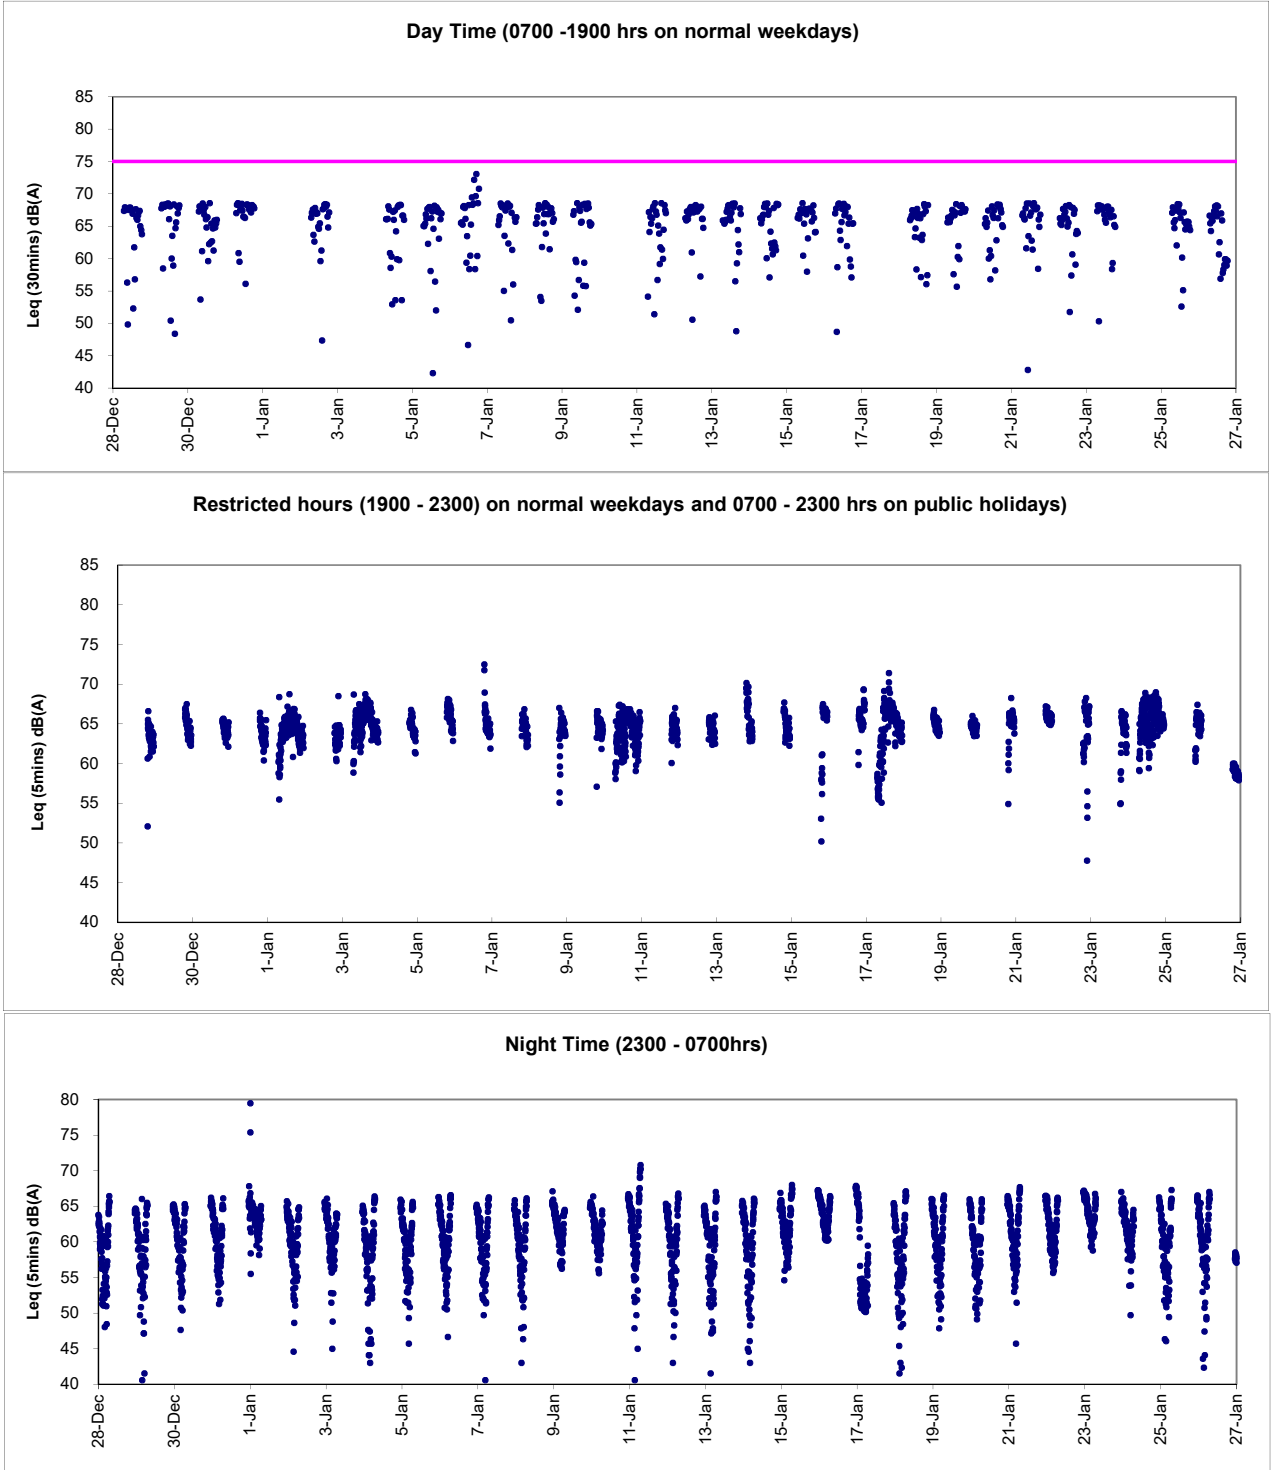 Day Time (0700 -1900 hrs on normal weekdays)
Leq (30mins) dB(A)
85
80
75
70
65
60
55
50
45
40
28-Dec
30-Dec
1-Jan
3-Jan
5-Jan
7-Jan
9-Jan
11-Jan
13-Jan
15-Jan
17-Jan
19-Jan
21-Jan
23-Jan
25-Jan
27-Jan
Restricted hours (1900 - 2300) on normal weekdays and 0700 - 2300 hrs on public holidays)
Leq (5mins) dB(A)
85
80
75
70
65
60
55
50
45
40
28-Dec
30-Dec
1-Jan
3-Jan
5-Jan
7-Jan
9-Jan
11-Jan
13-Jan
15-Jan
17-Jan
19-Jan
21-Jan
23-Jan
25-Jan
27-Jan
Night Time (2300 - 0700hrs)
Leq (5mins) dB(A)
80
75
70
65
60
55
50
45
40
28-Dec
30-Dec
1-Jan
3-Jan
5-Jan
7-Jan
9-Jan
11-Jan
13-Jan
15-Jan
17-Jan
19-Jan
21-Jan
23-Jan
25-Jan
27-Jan